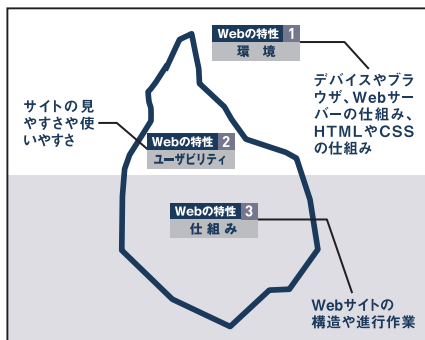 Webの特性 1
環境
デバイスやブラ
ウザ、Webサー
バーの仕組み、
HTMLやCSS
の仕組み
サイトの見
やすさや使
いやすさ
Webの特性 2
ユーザビリティ
Webの特性 3
仕組み
Webサイトの
構造や進行作業